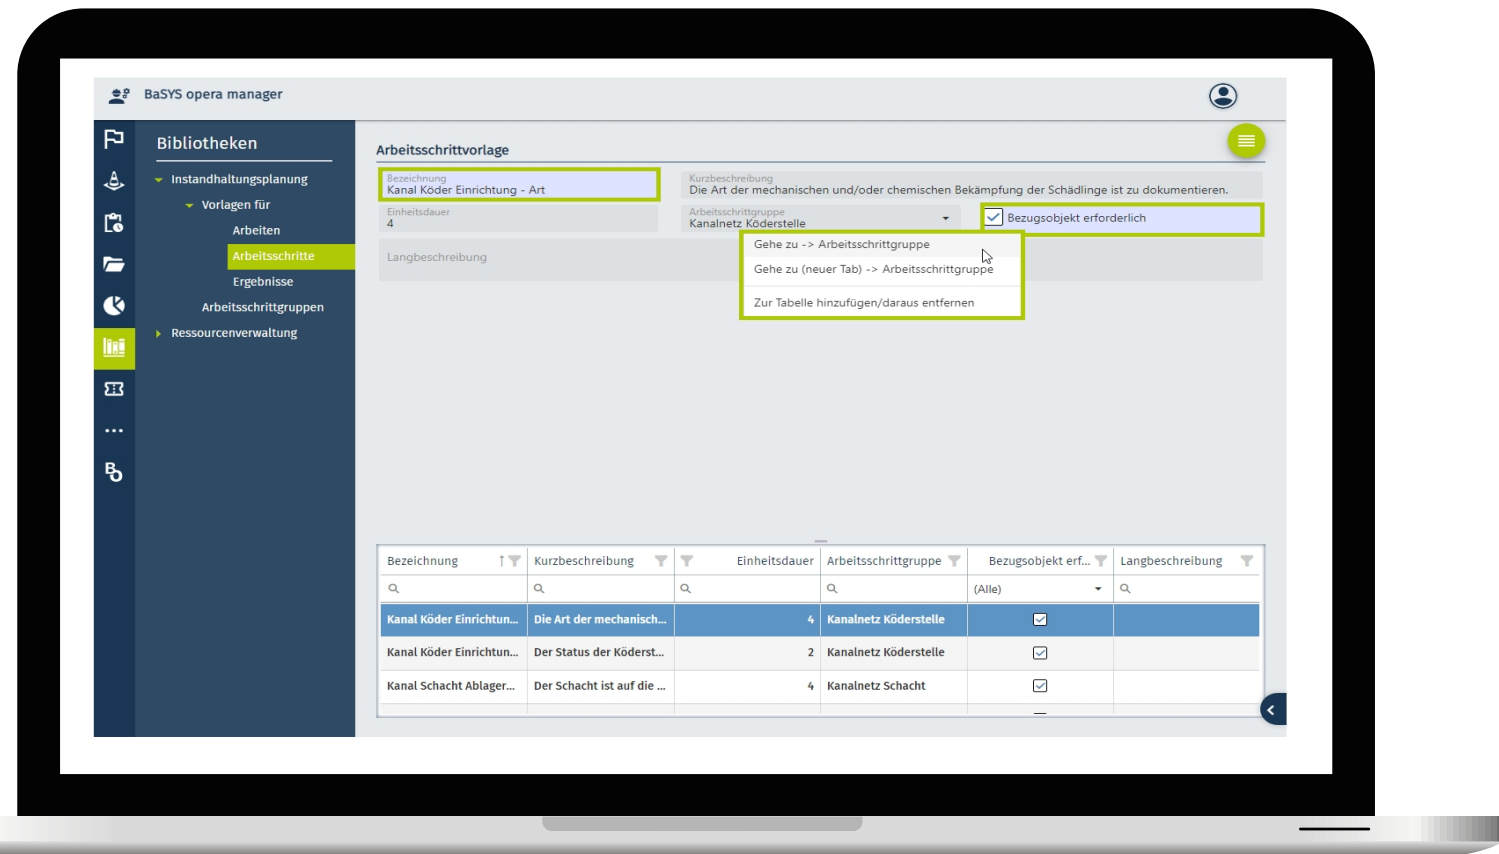 BaSYS opera manager
Bibliotheken
Instandhaltungsplanung
Vorlagen für
Arbeiten
Arbeitsschritte
Ergebnisse
Arbeitsschrittgruppen
Ressourcenverwaltung
Arbeitsschrittvorlage
Bezeichnung
Kanal Köder Einrichtung - Art
Kurzbeschreibung
Die Art der mechanischen und/oder chemischen Bekämpfung der Schädlinge ist zu dokumentieren.
Einheitsdauer
4
Arbeitsschrittgruppe
Kanalnetz Köderstelle
Bezugsobjekt erforderlich
Langbeschreibung
Gehe zu -> Arbeitsschrittgruppe
Gehe zu (neuer Tab) -> Arbeitsschrittgruppe
Zur Tabelle hinzufügen/daraus entfernen
Bezeichnung Kurzbeschreibung Einheitsdauer Arbeitsschrittgruppe Bezugsobjekt erf... Langbeschreibung
(Alle)
Kanal Köder Einrichtun... Die Art der mechanisch... 4 Kanalnetz Köderstelle
Kanal Köder Einrichtun... Der Status der Köderst... 2 Kanalnetz Köderstelle
Kanal Schacht Ablager... Der Schacht ist auf die ... 4 Kanalnetz Schacht